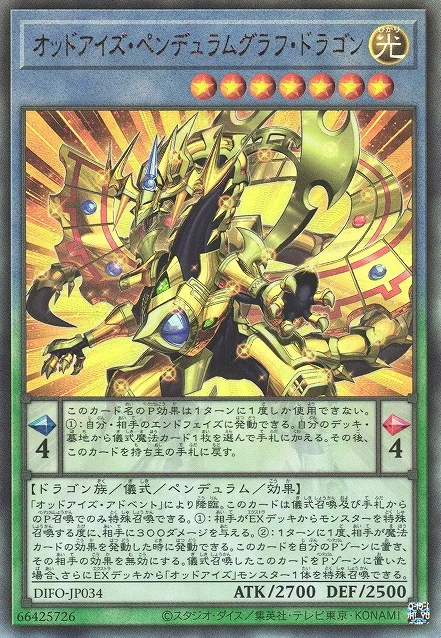 オッドアイズ・ペンデュラムグラフ・ドラゴン
光
このカード名のP効果は1ターンに1度しか使用できない。
①:自分・相手のエンドフェイズに発動できる。自分のデッキ・
墓地から儀式魔法カード1枚を選んで手札に加える。その後、
このカードを持ち主の手札に戻す。
4
4
【ドラゴン族/儀式/ペンデュラム/効果】
「オッドアイズ・アドベント」により降臨。このカードは儀式召喚及び手札から
のP召喚でのみ特殊召喚できる。①:相手がEXデッキからモンスターを特殊
召喚する度に、相手に300ダメージを与える。②:1ターンに1度、相手が魔法
カードの効果を発動した時に発動できる。このカードを自分のPゾーンに置き、
その相手の効果を無効にする。儀式召喚したこのカードをPゾーンに置いた
場合、さらにEXデッキから「オッドアイズ」モンスター1体を特殊召喚できる。
DIFO-JP034
ATK/2700
DEF/2500
66425726
©スタジオ・ダイス/集英社・テレビ東京・KONAMI